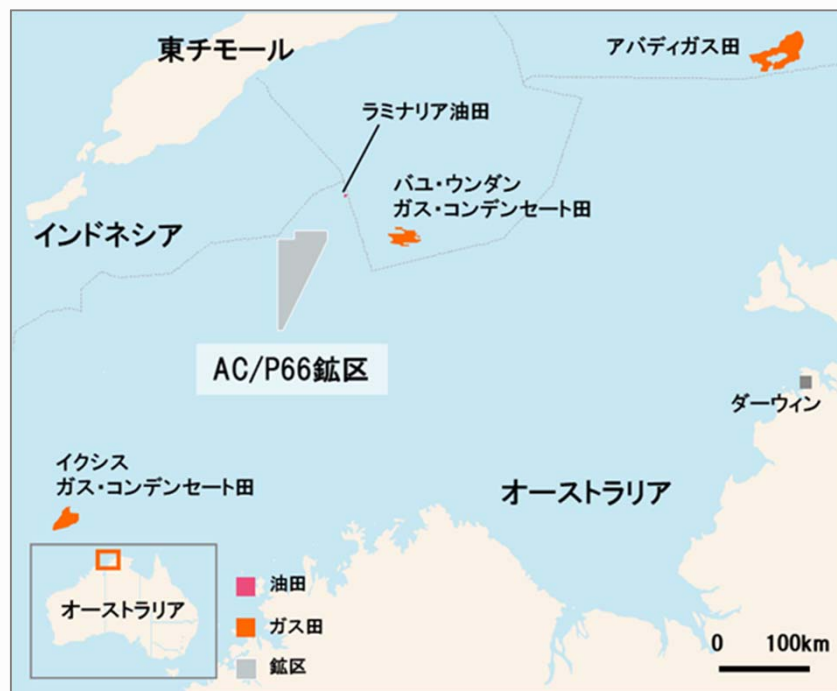 東チモール
アバディガス田
ラミナリア油田
バユ・ウンダン
ガス・コンデンセート田
インドネシア
AC/P66鉱区
ダーウィン
イクシス
ガス・コンデンセート田
オーストラリア
オーストラリア
油田
ガス田
鉱区
0 100km